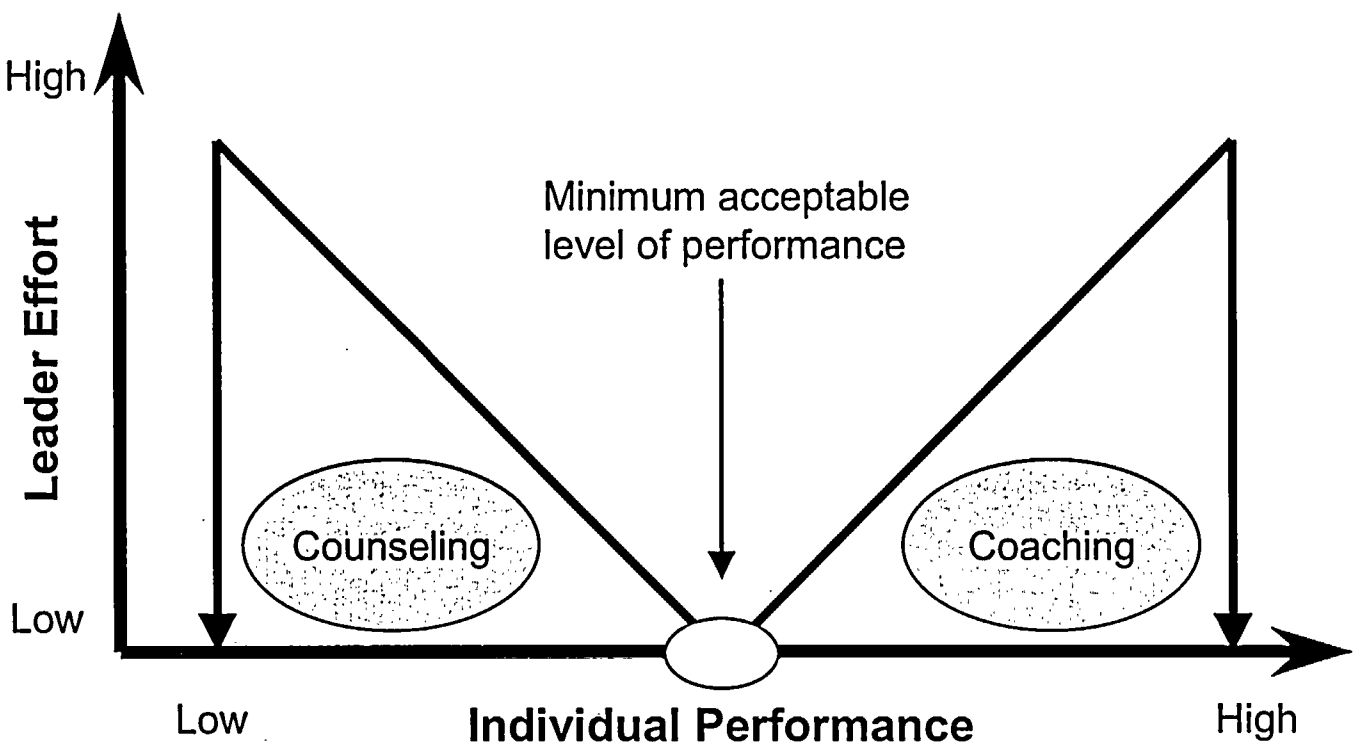 High
Minimum acceptable
level of performance
Leader Effort
Counseling
Coaching
Low
Low
Individual Performance
High